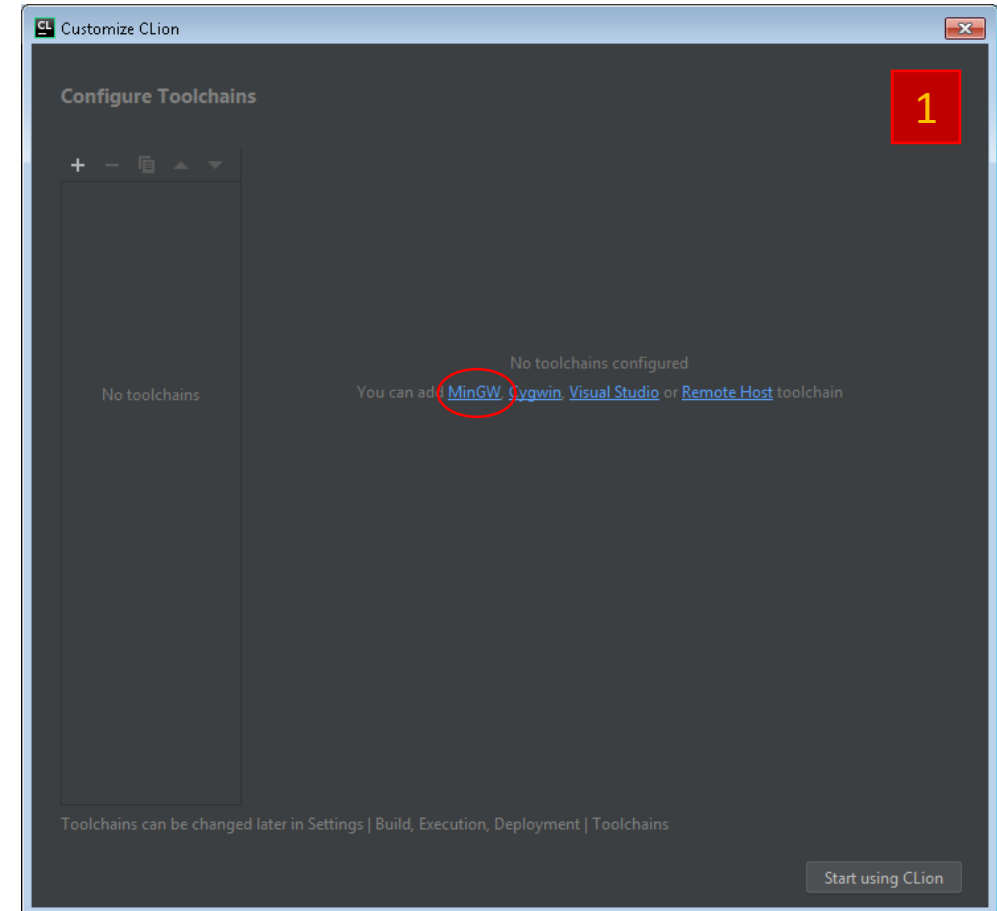 CL Customize CLion
Configure Toolchains
1
No toolchains configured
No toolchains
You can add MinGW, Cygwin, Visual Studio or Remote Host toolchain
Toolchains can be changed later in Settings | Build, Execution, Deployment | Toolchains
Start using CLion